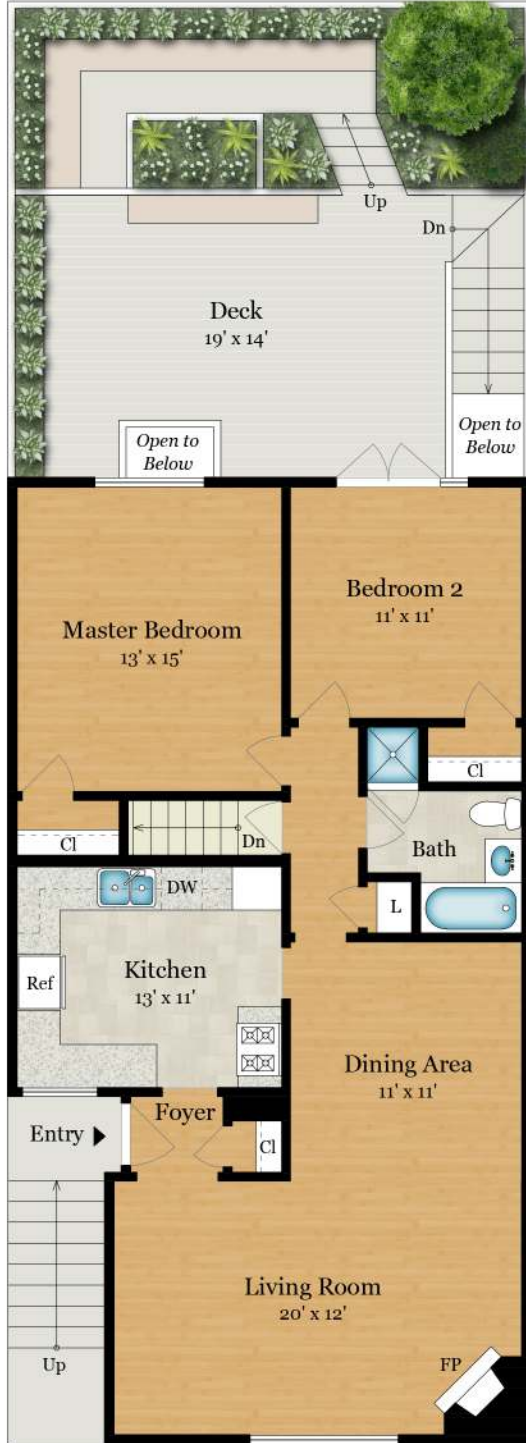 Up
Dn
Deck
19' x 14'
Open to
Below
Open to
Below
Master Bedroom
13' x 15'
Bedroom 2
11' x 11'
Cl
Cl
Dn
Bath
L
DW
Ref
Kitchen
13' x 11'
Dining Area
11' x 11'
Foyer
Entry
Cl
Living Room
20' x 12'
Up
FP